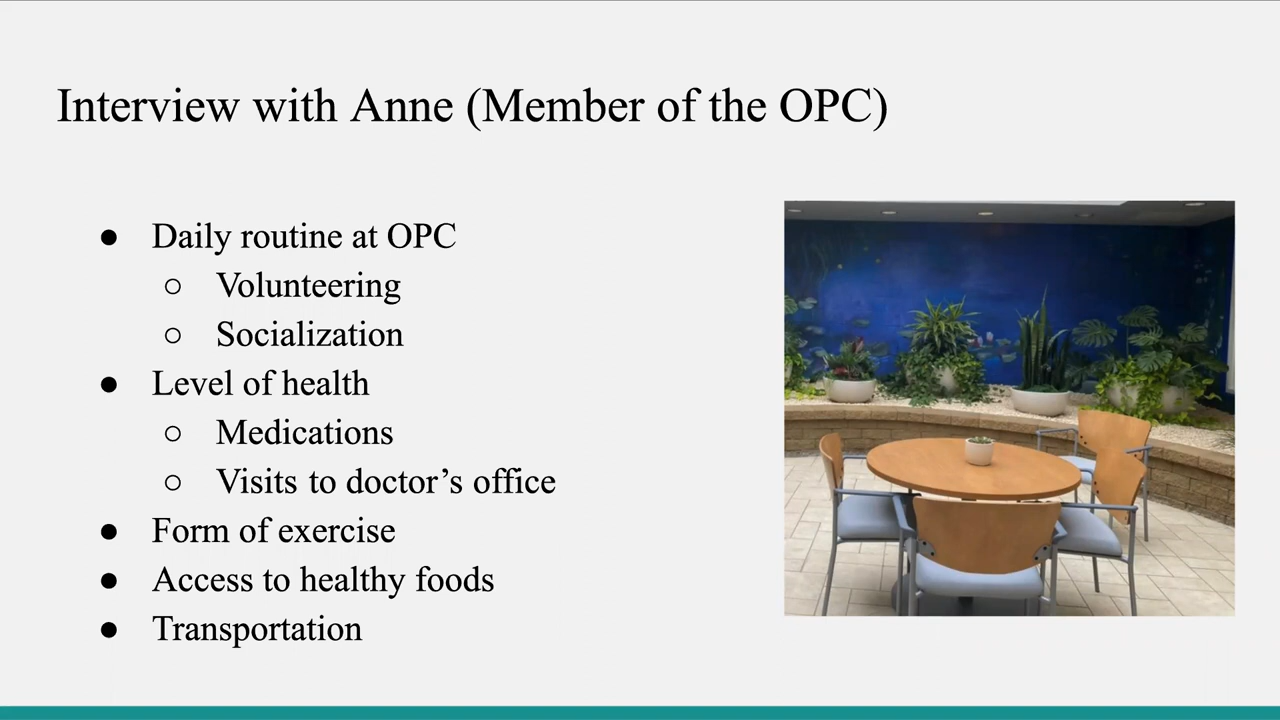 Interview with Anne (Member of the OPC)
● Daily routine at OPC
○ Volunteering
○ Socialization
● Level of health
○ Medications
○ Visits to doctor’s office
● Form of exercise
● Access to healthy foods
● Transportation